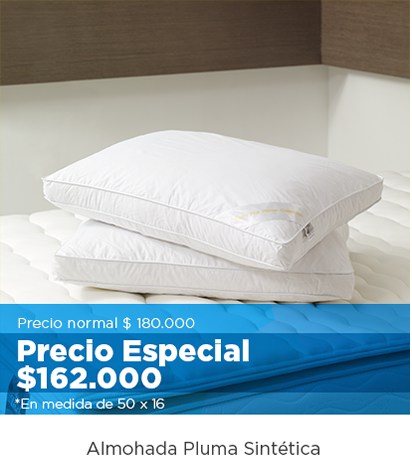 Precio normal $ 180.000
Precio Especial
$162.000
*En medida de 50 x 16
Almohada Pluma Sintética